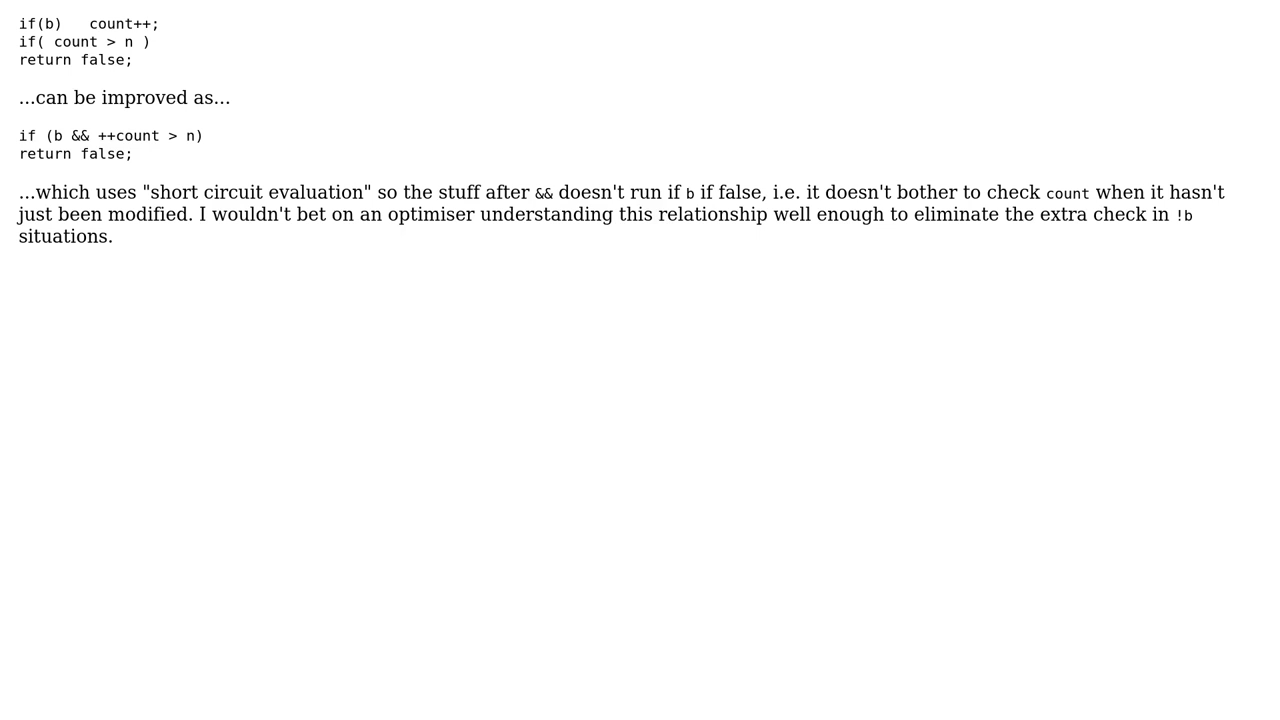 if(b)   count++;
if( count > n )
return false;
...can be improved as...
if (b && ++count > n)
return false;
...which uses "short circuit evaluation" so the stuff after && doesn't run if b if false, i.e. it doesn't bother to check count when it hasn't
just been modified. I wouldn't bet on an optimiser understanding this relationship well enough to eliminate the extra check in !b
situations.